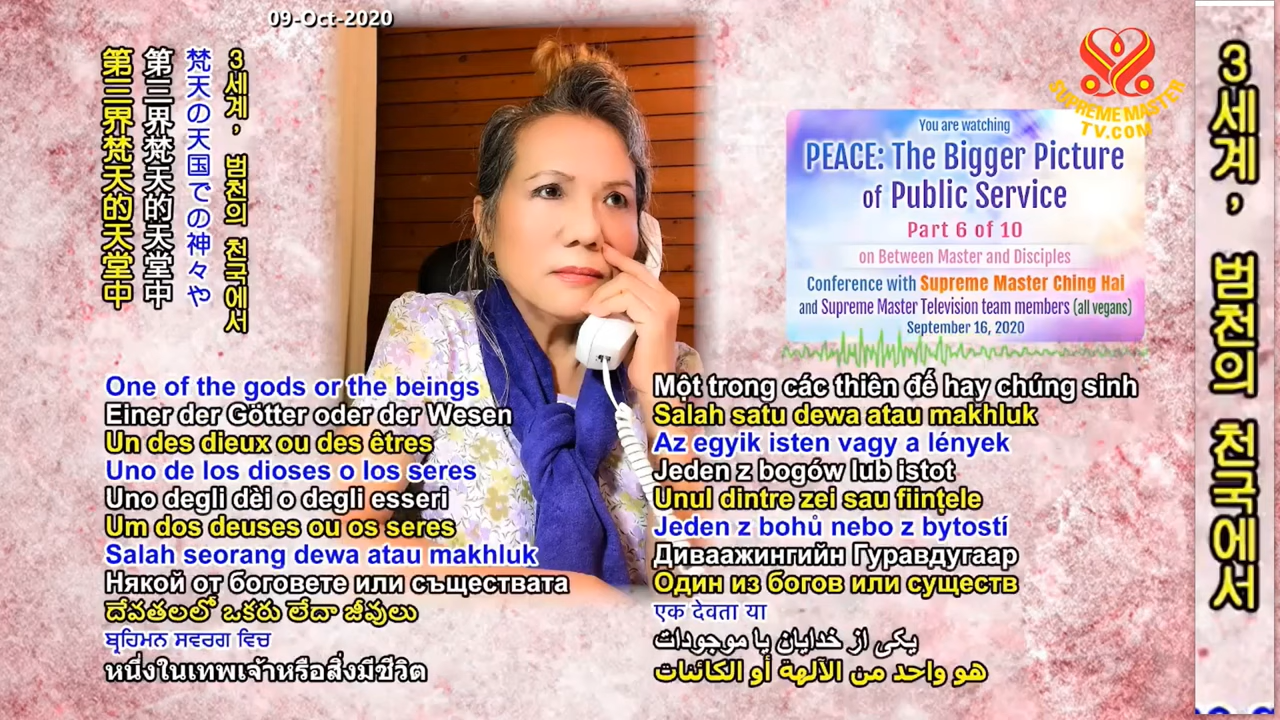 09-Oct-2020
第三界梵天的天堂中
第三界梵天的天堂中
梵天の天国での神々や
3세계, 범천의 천국에서
SUPREME MASTER
TV.COM
You are watching
PEACE: The Bigger Picture
of Public Service
Part 6 of 10
on Between Master and Disciples
Conference with Supreme Master Ching Hai
and Supreme Master Television team members (all vegans)
September 16, 2020
One of the gods or the beings
Einer der Götter oder der Wesen
Un des dieux ou des êtres
Uno de los dioses o los seres
Uno degli dèi o degli esseri
Um dos deuses ou os seres
Salah seorang dewa atau makhluk
Някой от боговете или съществата
దేవతలలో ఒకరు లేదా జీవులు
ਬ੍ਰਹਿਮਨ ਸਵਰਗ ਵਿਚ
หนึ่งในเทพเจ้าหรือสิ่งมีชีวิต
Một trong các thiên đế hay chúng sinh
Salah satu dewa atau makhluk
Az egyik isten vagy a lények
Jeden z bogów lub istot
Unul dintre zei sau ființele
Jeden z bohů nebo z bytostí
Диваажингийн Гуравдугаар
Один из богов или существ
एक देवता या
یکی از خدایان یا موجودات
هو واحد من الآلهة أو الكائنات
3세계, 범천의 천국에서